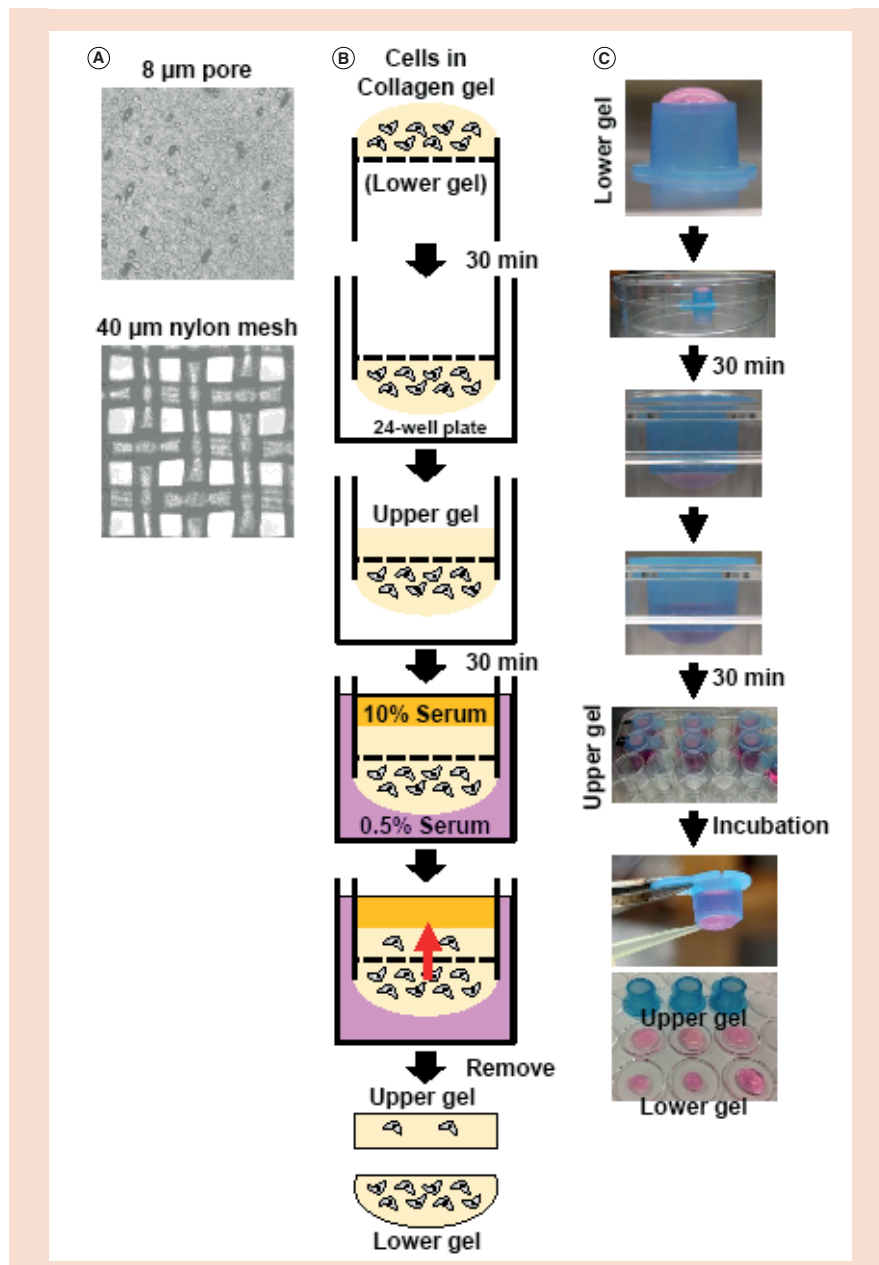 A
8 µm pore
40 µm nylon mesh
B
Cells in
Collagen gel
(Lower gel)
30 min
24-well plate
Upper gel
30 min
10% Serum
0.5% Serum
Remove
Upper gel
Lower gel
C
Lower gel
30 min
30 min
Upper gel
Incubation
Upper gel
Lower gel